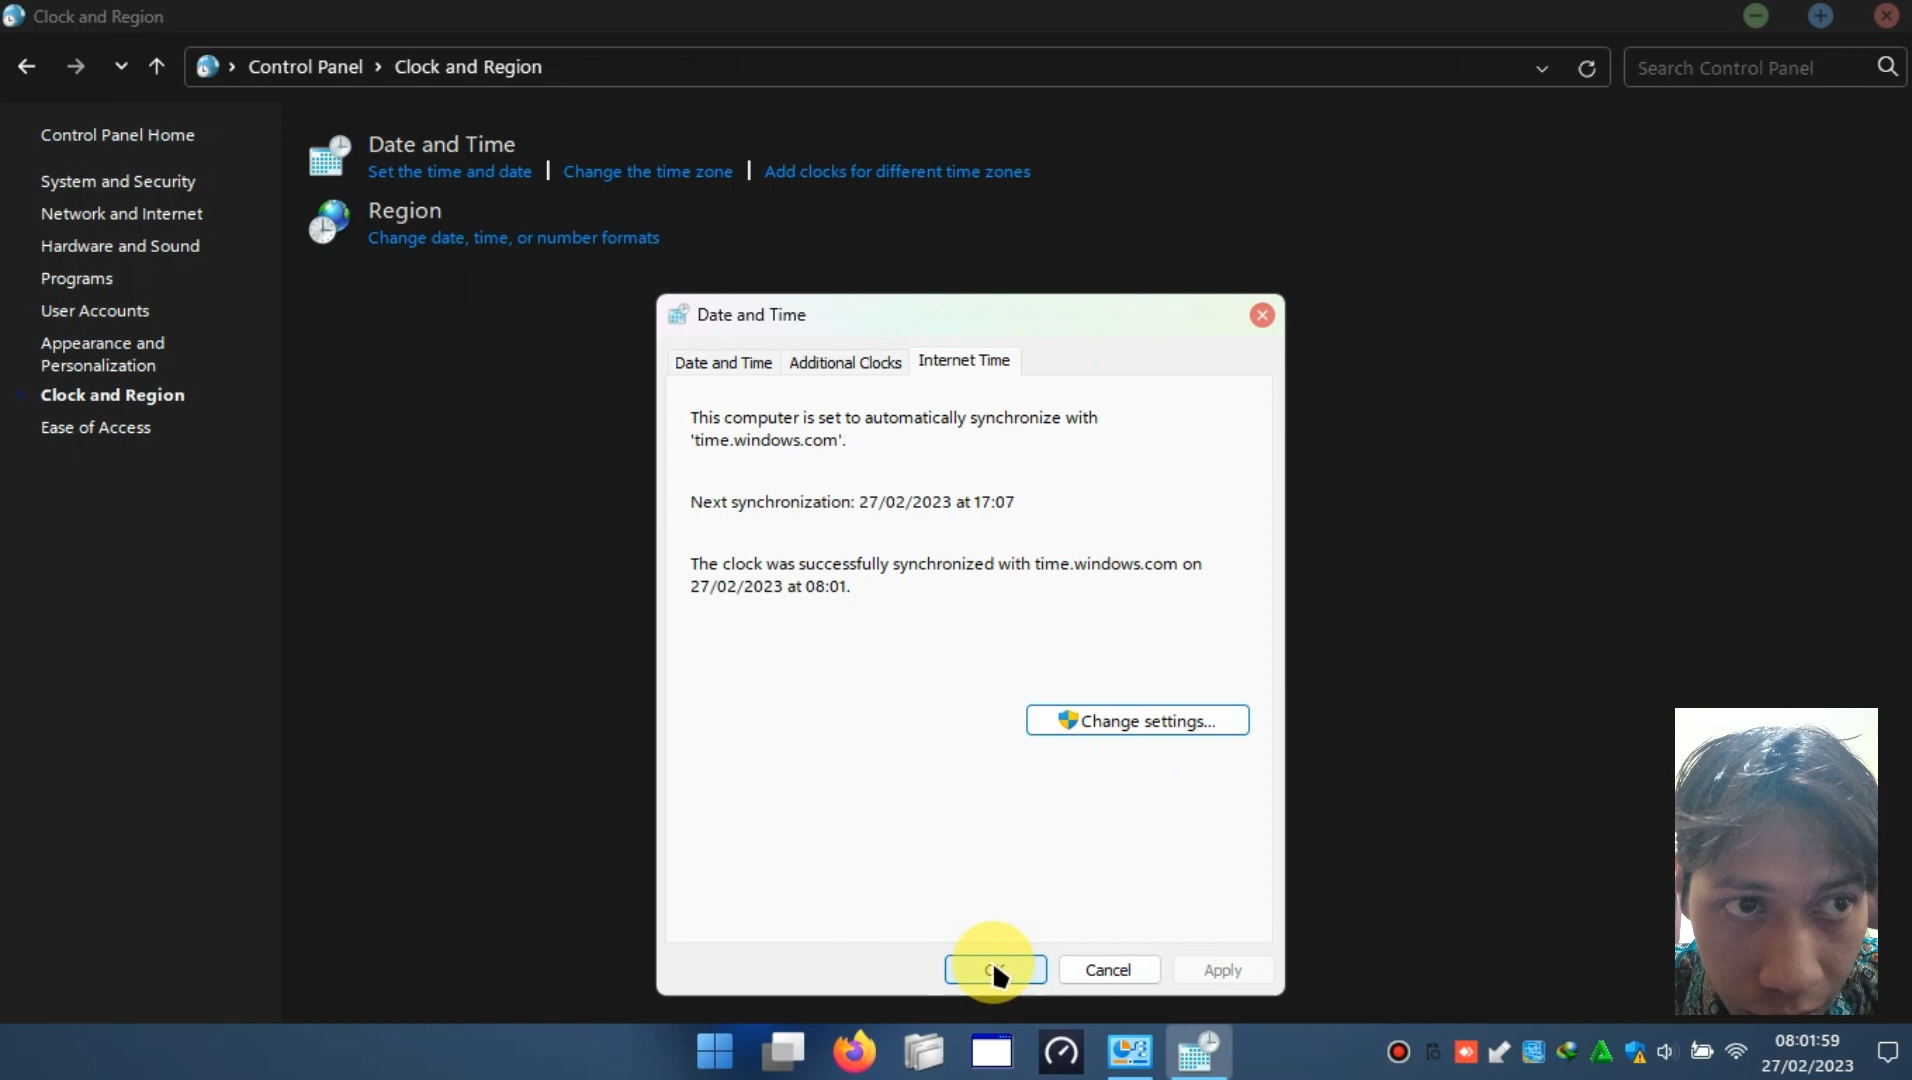 Clock and Region
Control Panel › Clock and Region
Search Control Panel
Control Panel Home
System and Security
Network and Internet
Hardware and Sound
Programs
User Accounts
Appearance and
Personalization
Clock and Region
Ease of Access
Date and Time
Set the time and date | Change the time zone | Add clocks for different time zones
Region
Change date, time, or number formats
Date and Time
Date and Time Additional Clocks Internet Time
This computer is set to automatically synchronize with
'time.windows.com'.
Next synchronization: 27/02/2023 at 17:07
The clock was successfully synchronized with time.windows.com on
27/02/2023 at 08:01.
Change settings...
Cancel Apply
08:01:59
27/02/2023